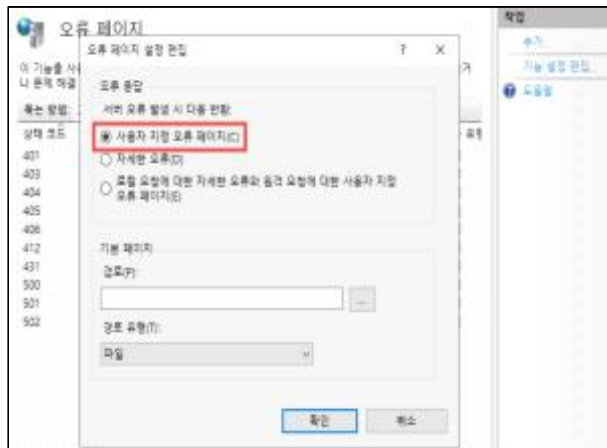 오류 페이지
작업
추가...
기능 설정 편집...
도움말
이 기능을 사
나 문제 해결
묶는 방법:
상태 코드
401
403
404
405
406
412
431
500
501
502
오류 페이지 설정 편집
? ×
오류 응답
서버 오류 발생 시 다음 반환:
사용자 지정 오류 페이지(C)
자세한 오류(D)
로컬 요청에 대한 자세한 오류와 원격 요청에 대한 사용자 지정
오류 페이지(E)
기본 페이지
경로(P):
...
경로 유형(T):
파일
확인
취소